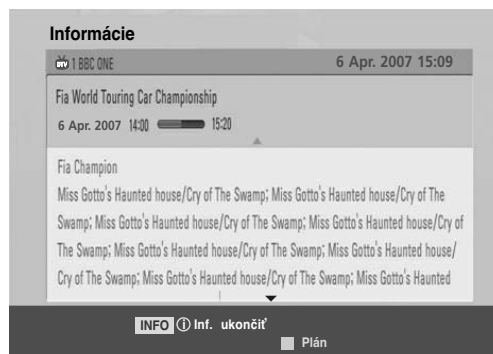 Informácie
DTV 1 BBC ONE 6 Apr. 2007 15:09
Fia World Touring Car Championship
6 Apr. 2007 14:00 15:20
Fia Champion
Miss Gotto's Haunted house/Cry of The Swamp; Miss Gotto's Haunted house/Cry of The
Swamp; Miss Gotto's Haunted house/Cry of The Swamp; Miss Gotto's Haunted house/Cry of
The Swamp; Miss Gotto's Haunted house/Cry of The Swamp; Miss Gotto's Haunted house/
Cry of The Swamp; Miss Gotto's Haunted house/Cry of The Swamp; Miss Gotto's Haunted
INFO i Inf. ukončiť
Plán